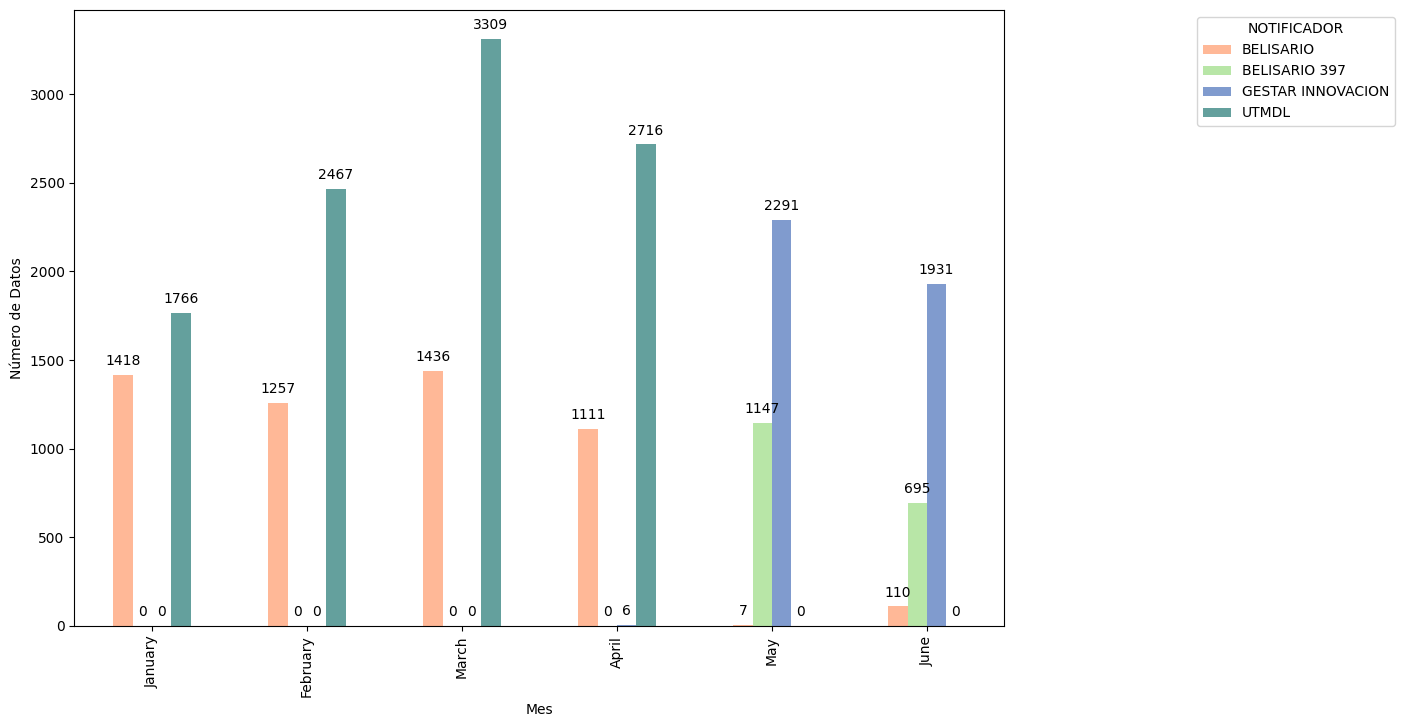 NOTIFICADOR
BELISARIO
BELISARIO 397
GESTAR INNOVACION
UTMDL
Número de Datos
3000
2500
2000
1500
1000
500
0
1418
0
0
1766
1257
0
0
2467
1436
0
0
3309
1111
0
6
2716
7
1147
2291
0
110
695
1931
0
January
February
March
April
May
June
Mes